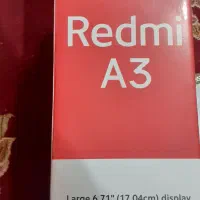 Redmi
A3
Large 6.71" (17.04cm) display